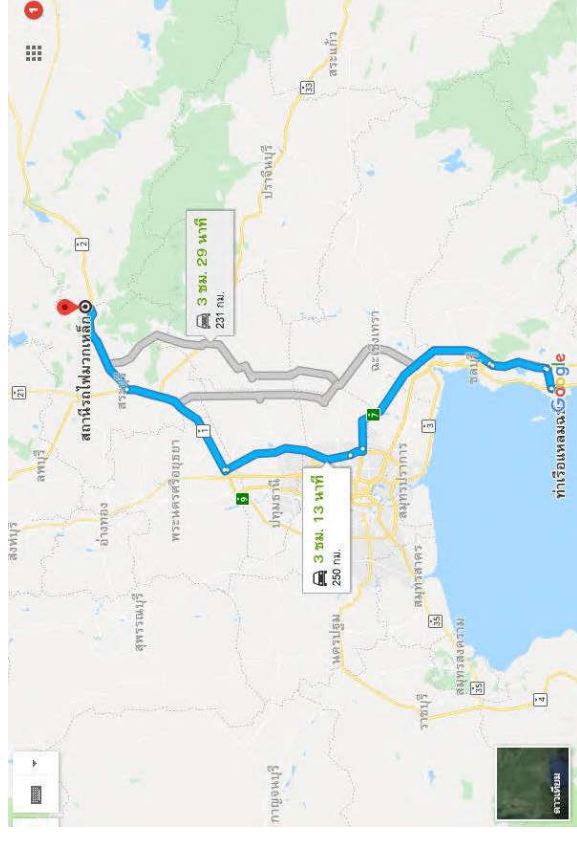 1
สิงห์บุรี
ลพบุรี
21
อ่างทอง
สุพรรณบุรี
สถานีรถไฟมวกเหล็ก
2
สระบุรี
พระนครศรีอยุธยา
1
3 ชม. 29 นาที
231 กม.
ปราจีนบุรี
33
สระแก้ว
กาญจนบุรี
9
ปทุมธานี
3 ชม. 13 นาที
250 กม.
7
ฉะเชิงเทรา
นครปฐม
สมุทรปราการ
3
ชลบุรี
สมุทรสาคร
35
ราชบุรี
สมุทรสงคราม
35
4
ท่าเรือแหลมฉ
Google
ดาวเทียม